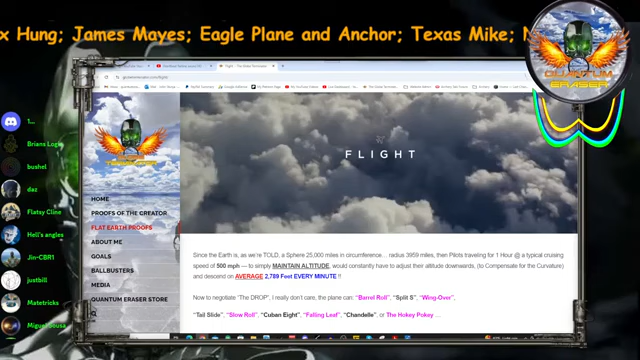 x Hung; James Mayes; Eagle Plane and Anchor; Texas Mike; N
QUANTUM
ERASER
T...
Brians Logic
bushel
daz
Flatsy Cline
Hell's angels
Jin-CBR1
justbill
Matetricks
Miguel sousa
FLIGHT
HOME
PROOFS OF THE CREATOR
FLAT EARTH PROOFS
ABOUT ME
GOALS
BALLBUSTERS
MEDIA
QUANTUM ERASER STORE
Since the Earth is, as we're TOLD, a Sphere 25,000 miles in circumference... radius 3959 miles, then Pilots traveling for 1 Hour @ a typical cruising
speed of 500 mph — to simply MAINTAIN ALTITUDE, would constantly have to adjust their altitude downwards, (to Compensate for the Curvature)
and descend on AVERAGE 2,789 Feet EVERY MINUTE !!
Now to negotiate "The DROP", I really don't care, the plane can: "Barrel Roll", "Split S", "Wing-Over",
"Tail Slide", "Slow Roll", "Cuban Eight", "Falling Leaf", "Chandelle", or The Hokey Pokey ...